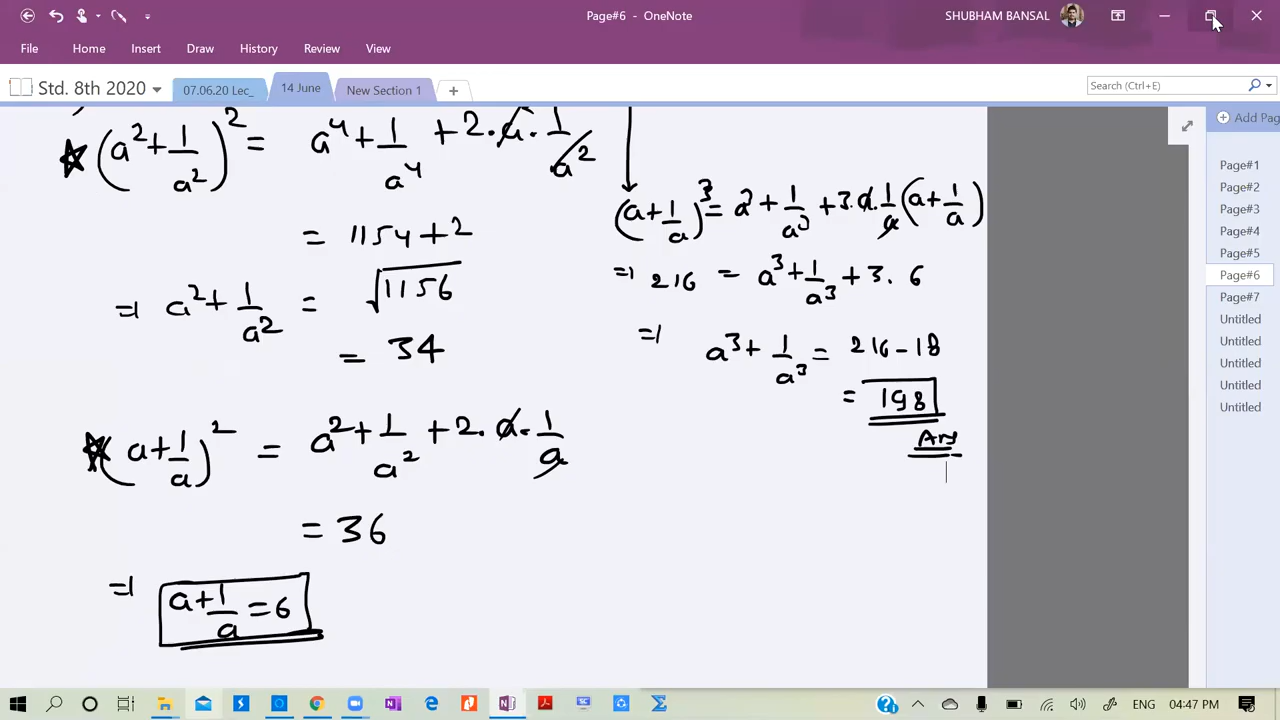 Page#6 - OneNote
SHUBHAM BANSAL
File Home Insert Draw History Review View
Std. 8th 2020
07.06.20 Lec_
14 June
New Section 1
Search (Ctrl+E)
Add Pag
Page#1
Page#2
Page#3
Page#4
Page#5
Page#6
Page#7
Untitled
Untitled
Untitled
Untitled
Untitled
(a²+1/a²)² = a⁴+1/a⁴ +2·a·1/a²
= 1154+2
⇒ a²+1/a² = √1156
= 34
(a+1/a)² = a²+1/a² +2·a·1/a
= 36
⇒ a+1/a = 6
(a+1/a)³ = a³+1/a³ +3·a·1/a(a+1/a)
⇒ 216 = a³+1/a³ +3·6
⇒ a³+1/a³ = 216-18
= 198
Ans
ENG 04:47 PM